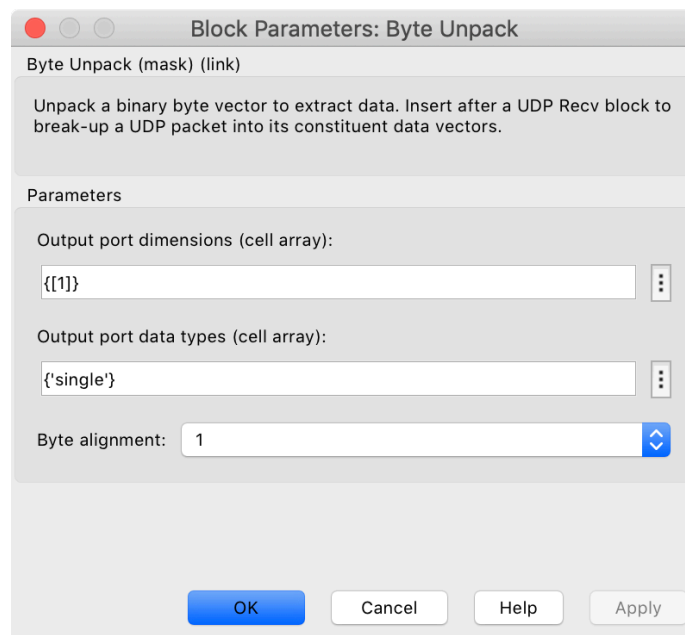 Block Parameters: Byte Unpack
Byte Unpack (mask) (link)
Unpack a binary byte vector to extract data. Insert after a UDP Recv block to
break-up a UDP packet into its constituent data vectors.
Parameters
Output port dimensions (cell array):
{[1]}
Output port data types (cell array):
{'single'}
Byte alignment: 1
OK Cancel Help Apply